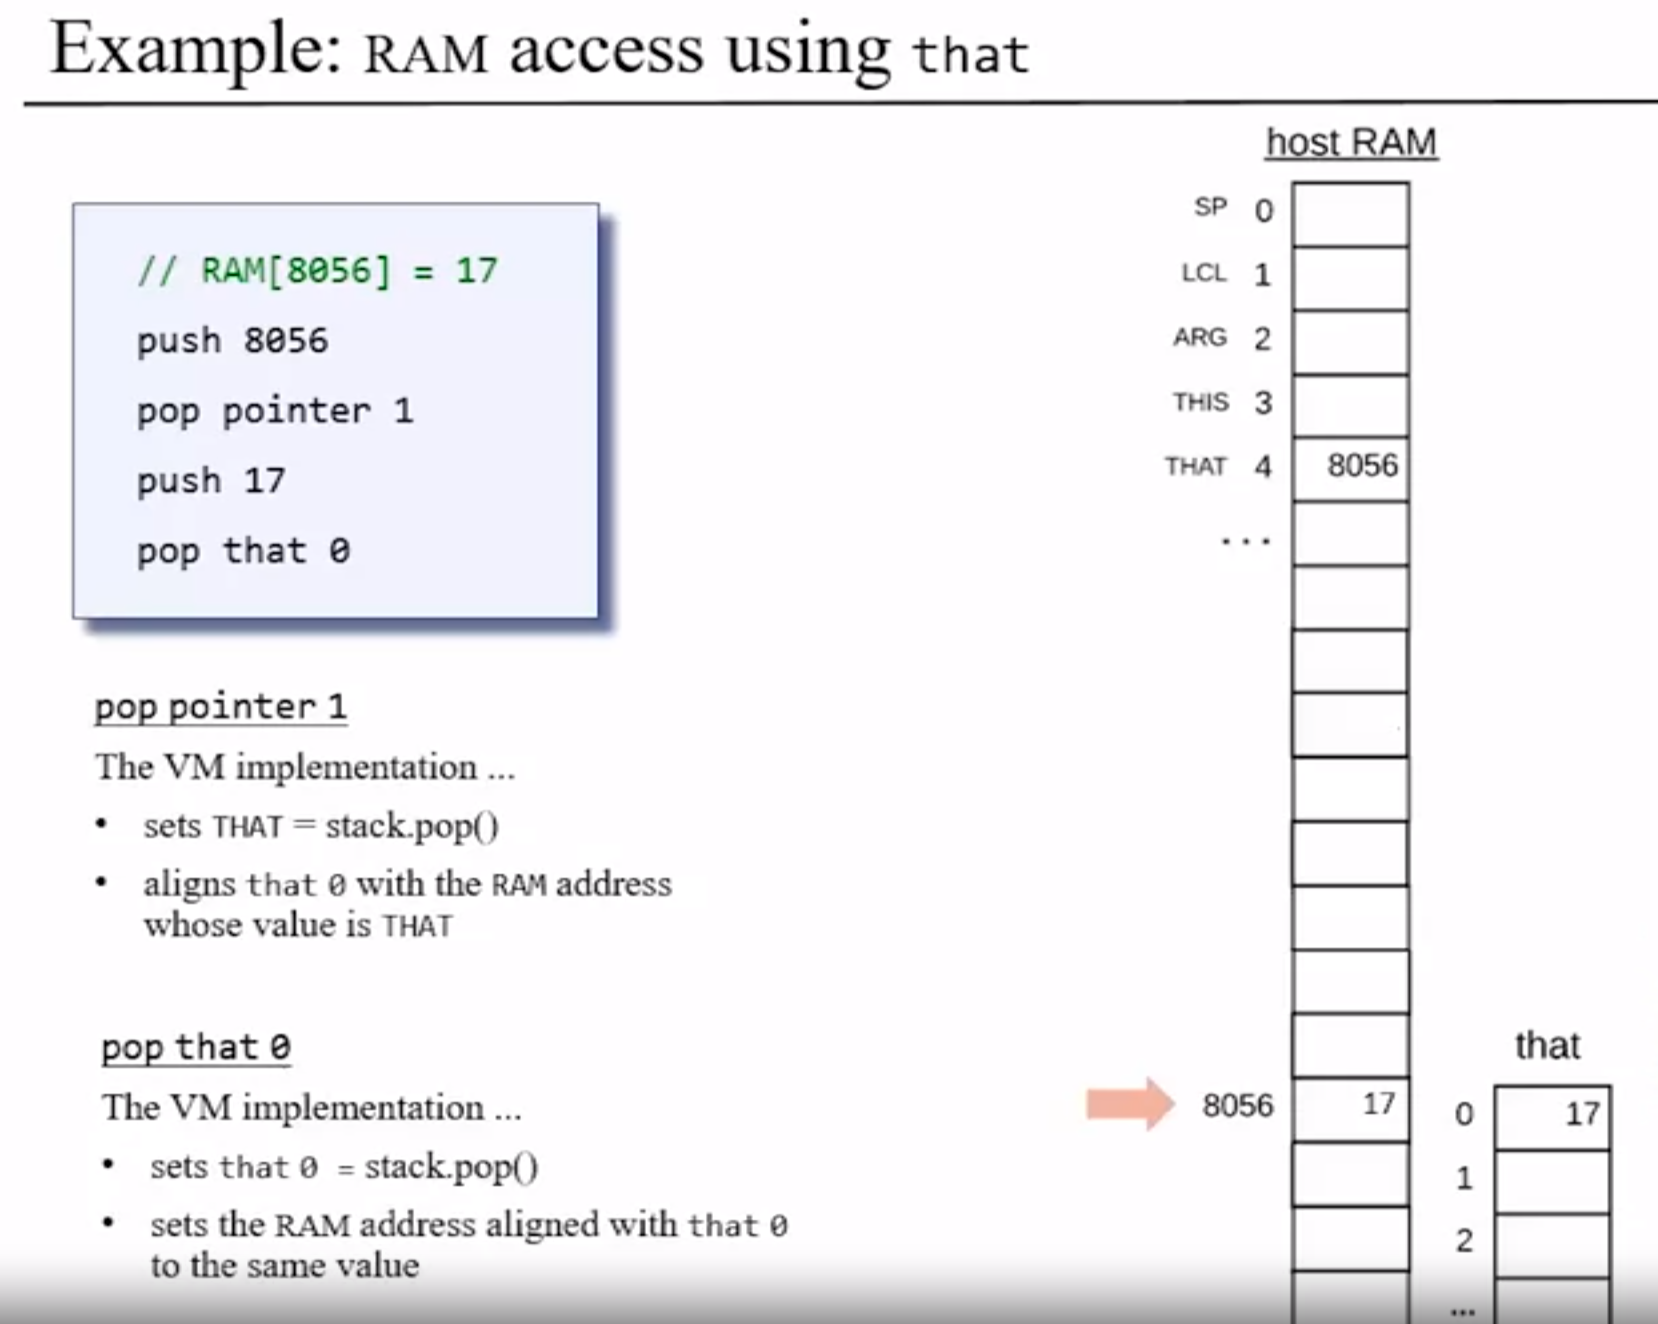 Example: RAM access using that
// RAM[8056] = 17
push 8056
pop pointer 1
push 17
pop that 0
pop pointer 1
The VM implementation ...
• sets THAT = stack.pop()
• aligns that 0 with the RAM address
whose value is THAT
pop that 0
The VM implementation ...
• sets that 0 = stack.pop()
• sets the RAM address aligned with that 0
to the same value
host RAM
SP 0
LCL 1
ARG 2
THIS 3
THAT 4 8056
...
8056 17
that
0 17
1
2
...